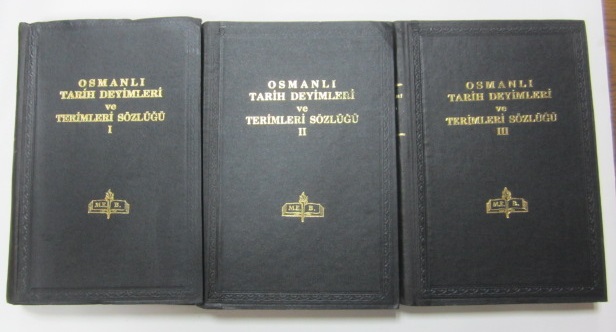 OSMANLI
TARİH DEYİMLERİ
ve
TERİMLERİ SÖZLÜĞÜ
I
M.E. B.
OSMANLI
TARİH DEYİMLERİ
ve
TERİMLERİ SÖZLÜĞÜ
II
M.E. B.
OSMANLI
TARİH DEYİMLERİ
ve
TERİMLERİ SÖZLÜĞÜ
III
M.E. B.